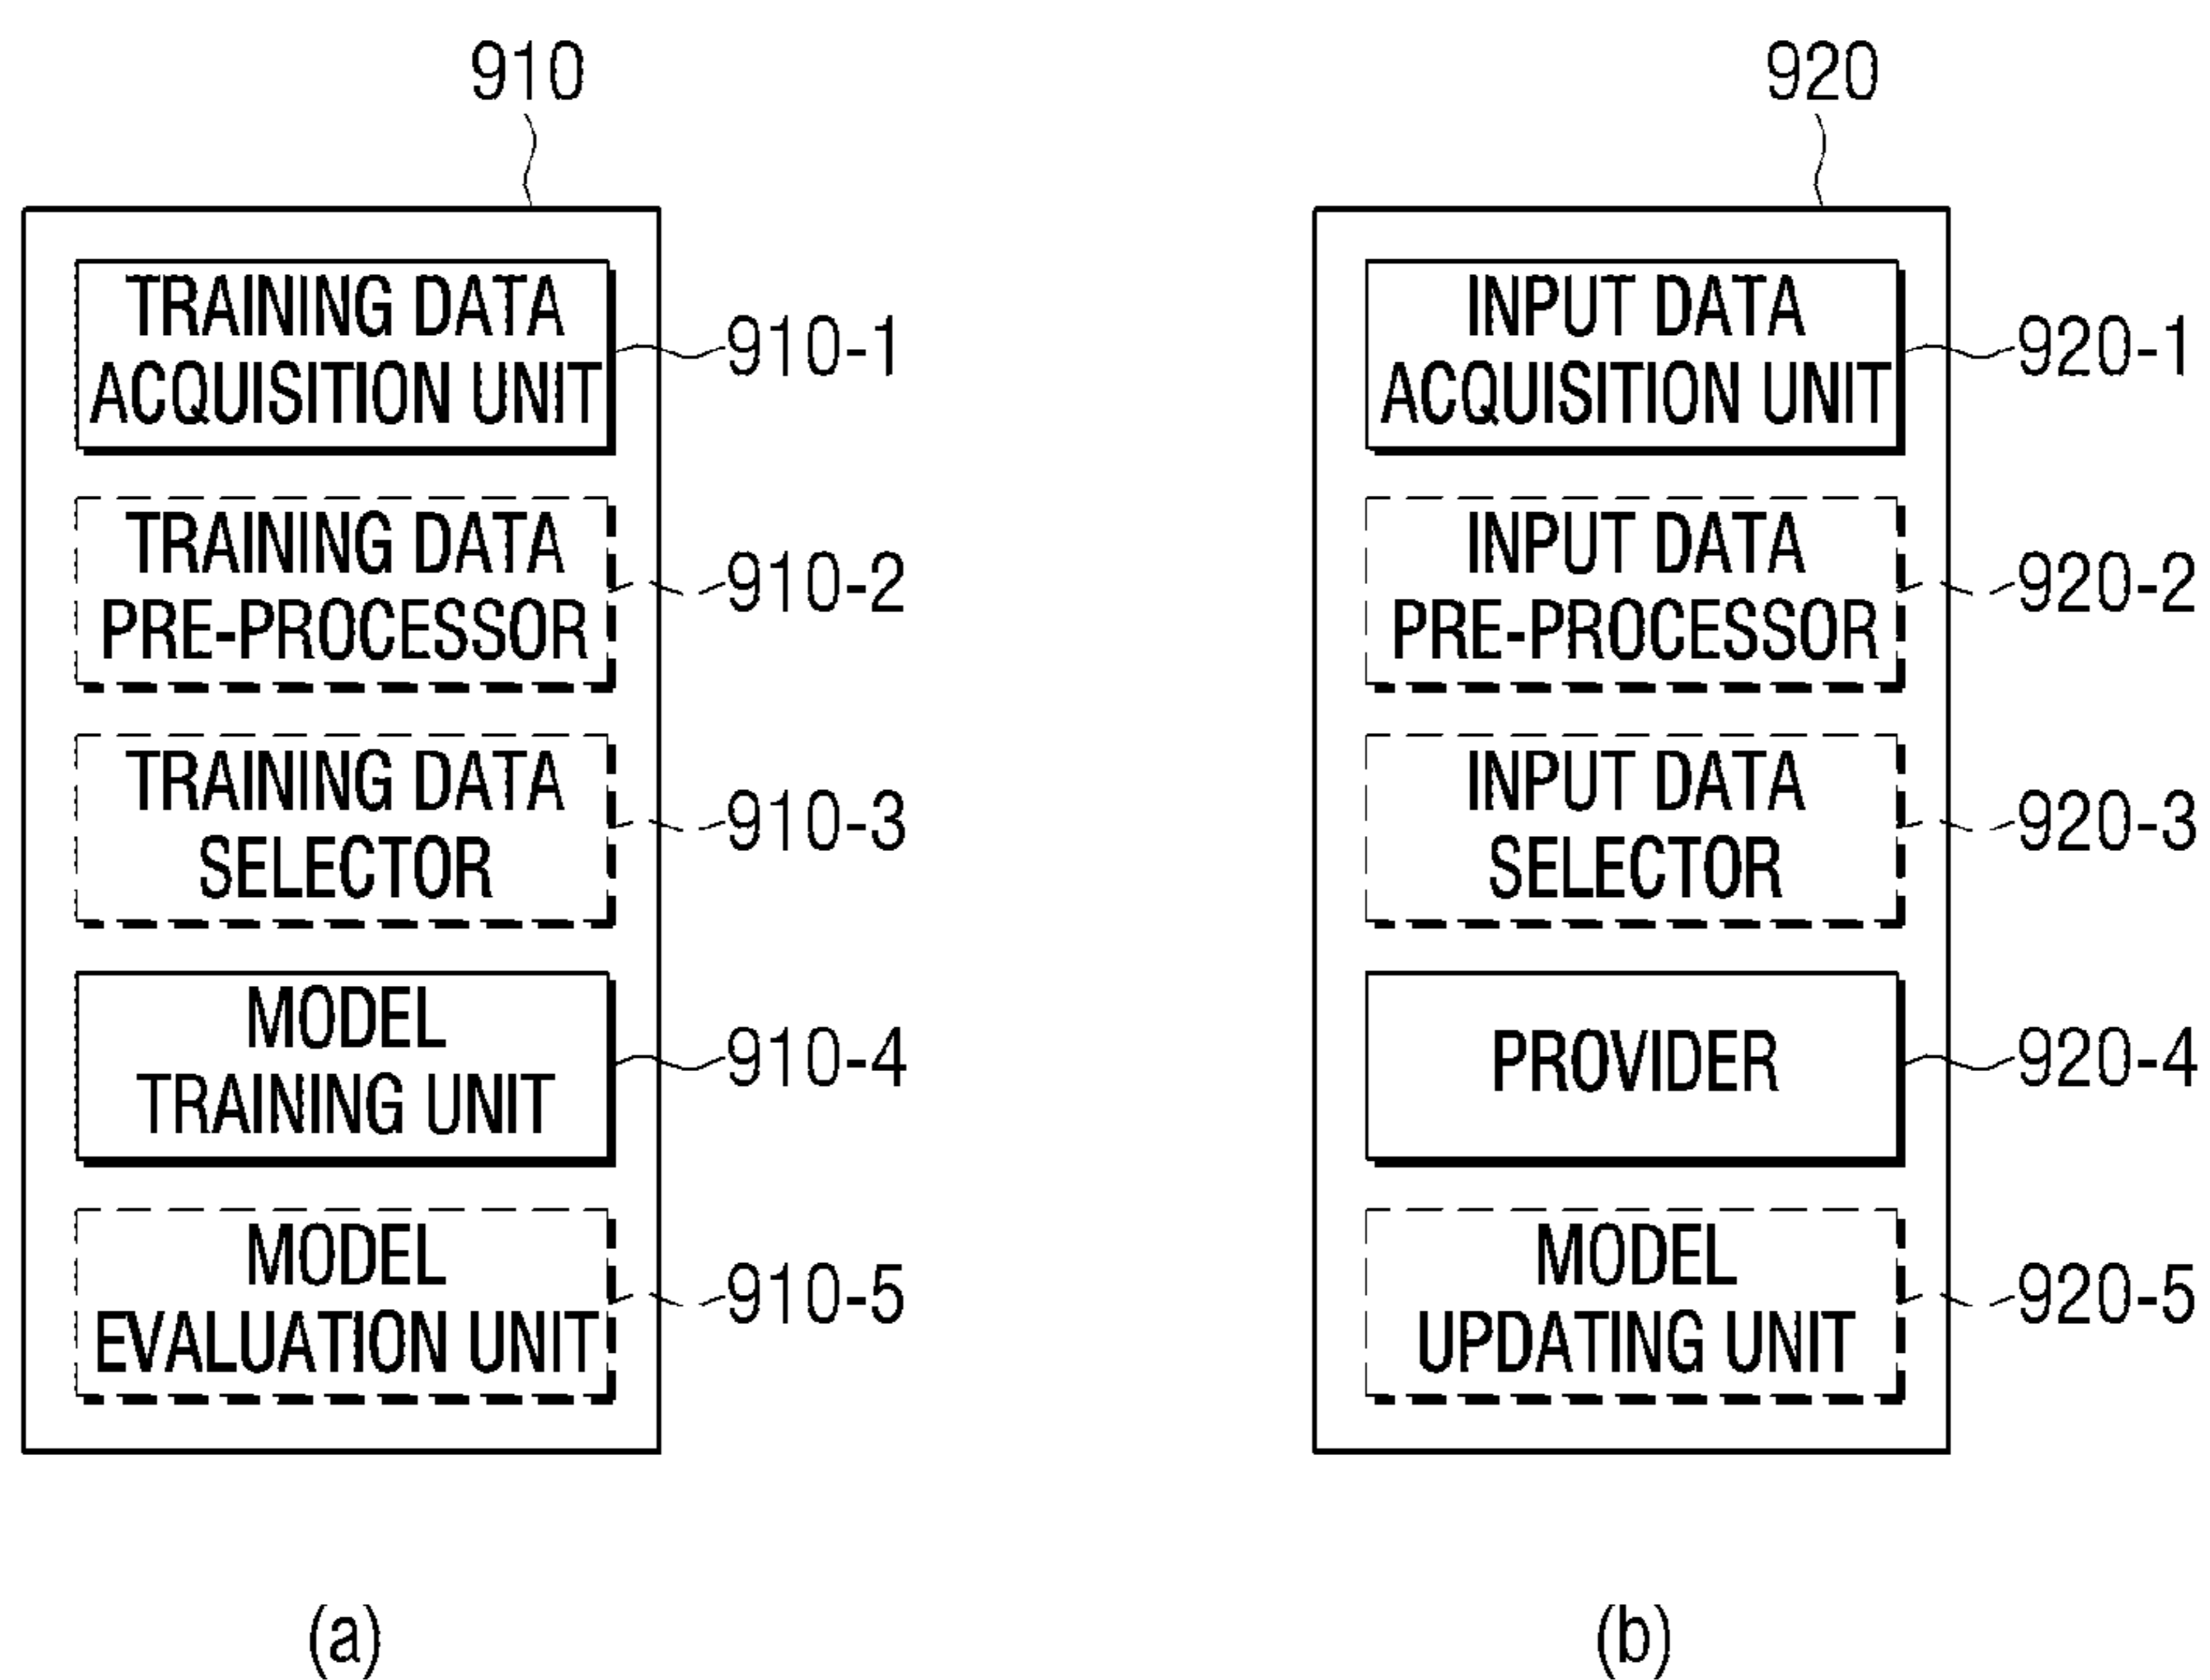 910
TRAINING DATA
ACQUISITION UNIT
910-1
TRAINING DATA
PRE-PROCESSOR
910-2
TRAINING DATA
SELECTOR
910-3
MODEL
TRAINING UNIT
910-4
MODEL
EVALUATION UNIT
910-5
(a)
920
INPUT DATA
ACQUISITION UNIT
920-1
INPUT DATA
PRE-PROCESSOR
920-2
INPUT DATA
SELECTOR
920-3
PROVIDER
920-4
MODEL
UPDATING UNIT
920-5
(b)